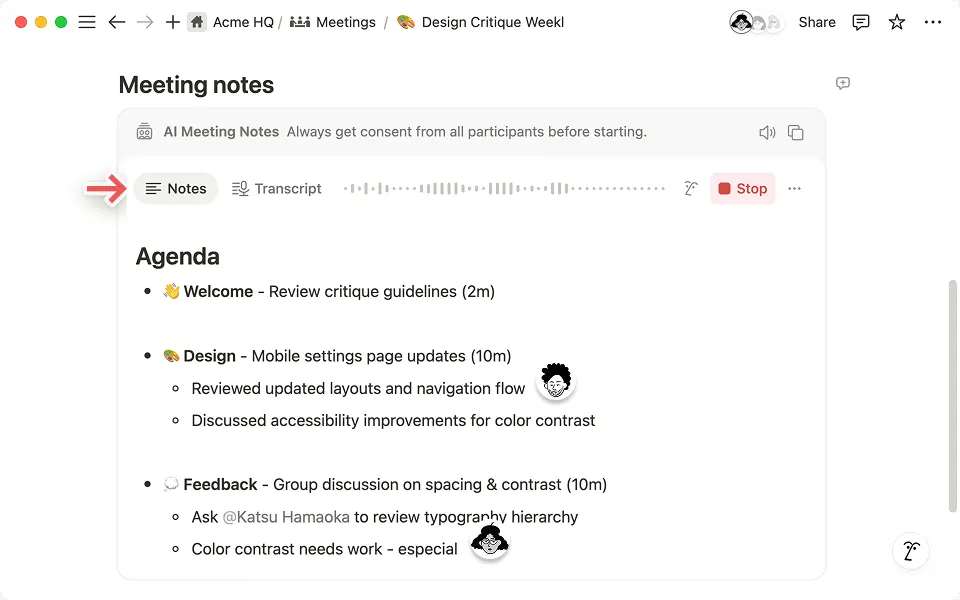 Acme HQ / Meetings / Design Critique Weekl
Share
Meeting notes
AI Meeting Notes Always get consent from all participants before starting.
Notes Transcript Stop
Agenda
• 👋 Welcome - Review critique guidelines (2m)
• 🎨 Design - Mobile settings page updates (10m)
◦ Reviewed updated layouts and navigation flow
◦ Discussed accessibility improvements for color contrast
• 💭 Feedback - Group discussion on spacing & contrast (10m)
◦ Ask @Katsu Hamaoka to review typography hierarchy
◦ Color contrast needs work - especial